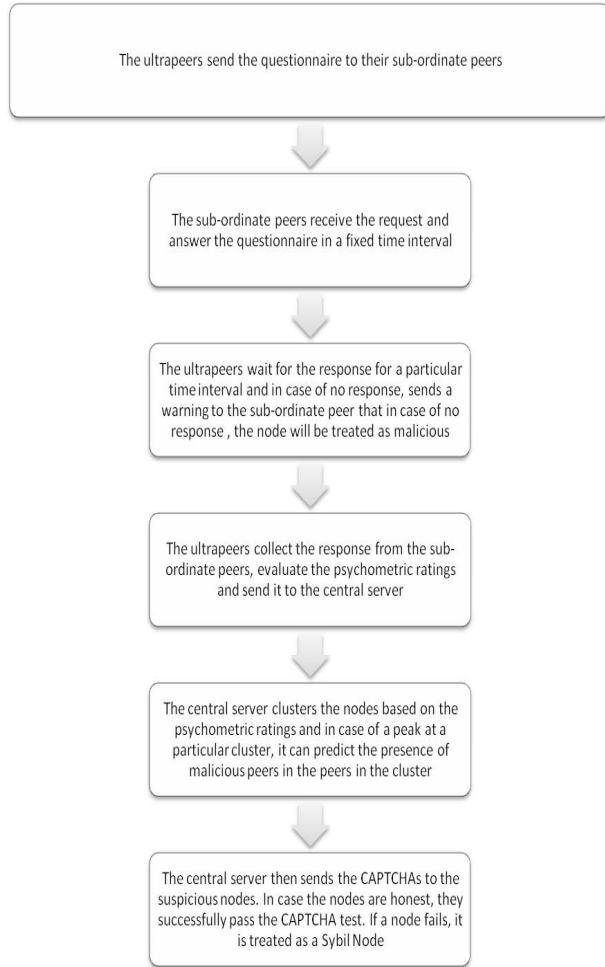 The ultrapeers send the questionnaire to their sub-ordinate peers
The sub-ordinate peers receive the request and
answer the questionnaire in a fixed time interval
The ultrapeers wait for the response for a particular
time interval and in case of no response, sends a
warning to the sub-ordinate peer that in case of no
response , the node will be treated as malicious
The ultrapeers collect the response from the sub-
ordinate peers, evaluate the psychometric ratings
and send it to the central server
The central server clusters the nodes based on the
psychometric ratings and in case of a peak at a
particular cluster, it can predict the presence of
malicious peers in the peers in the cluster
The central server then sends the CAPTCHAs to the
suspicious nodes. In case the nodes are honest, they
successfully pass the CAPTCHA test. If a node fails, it
is treated as a Sybil Node